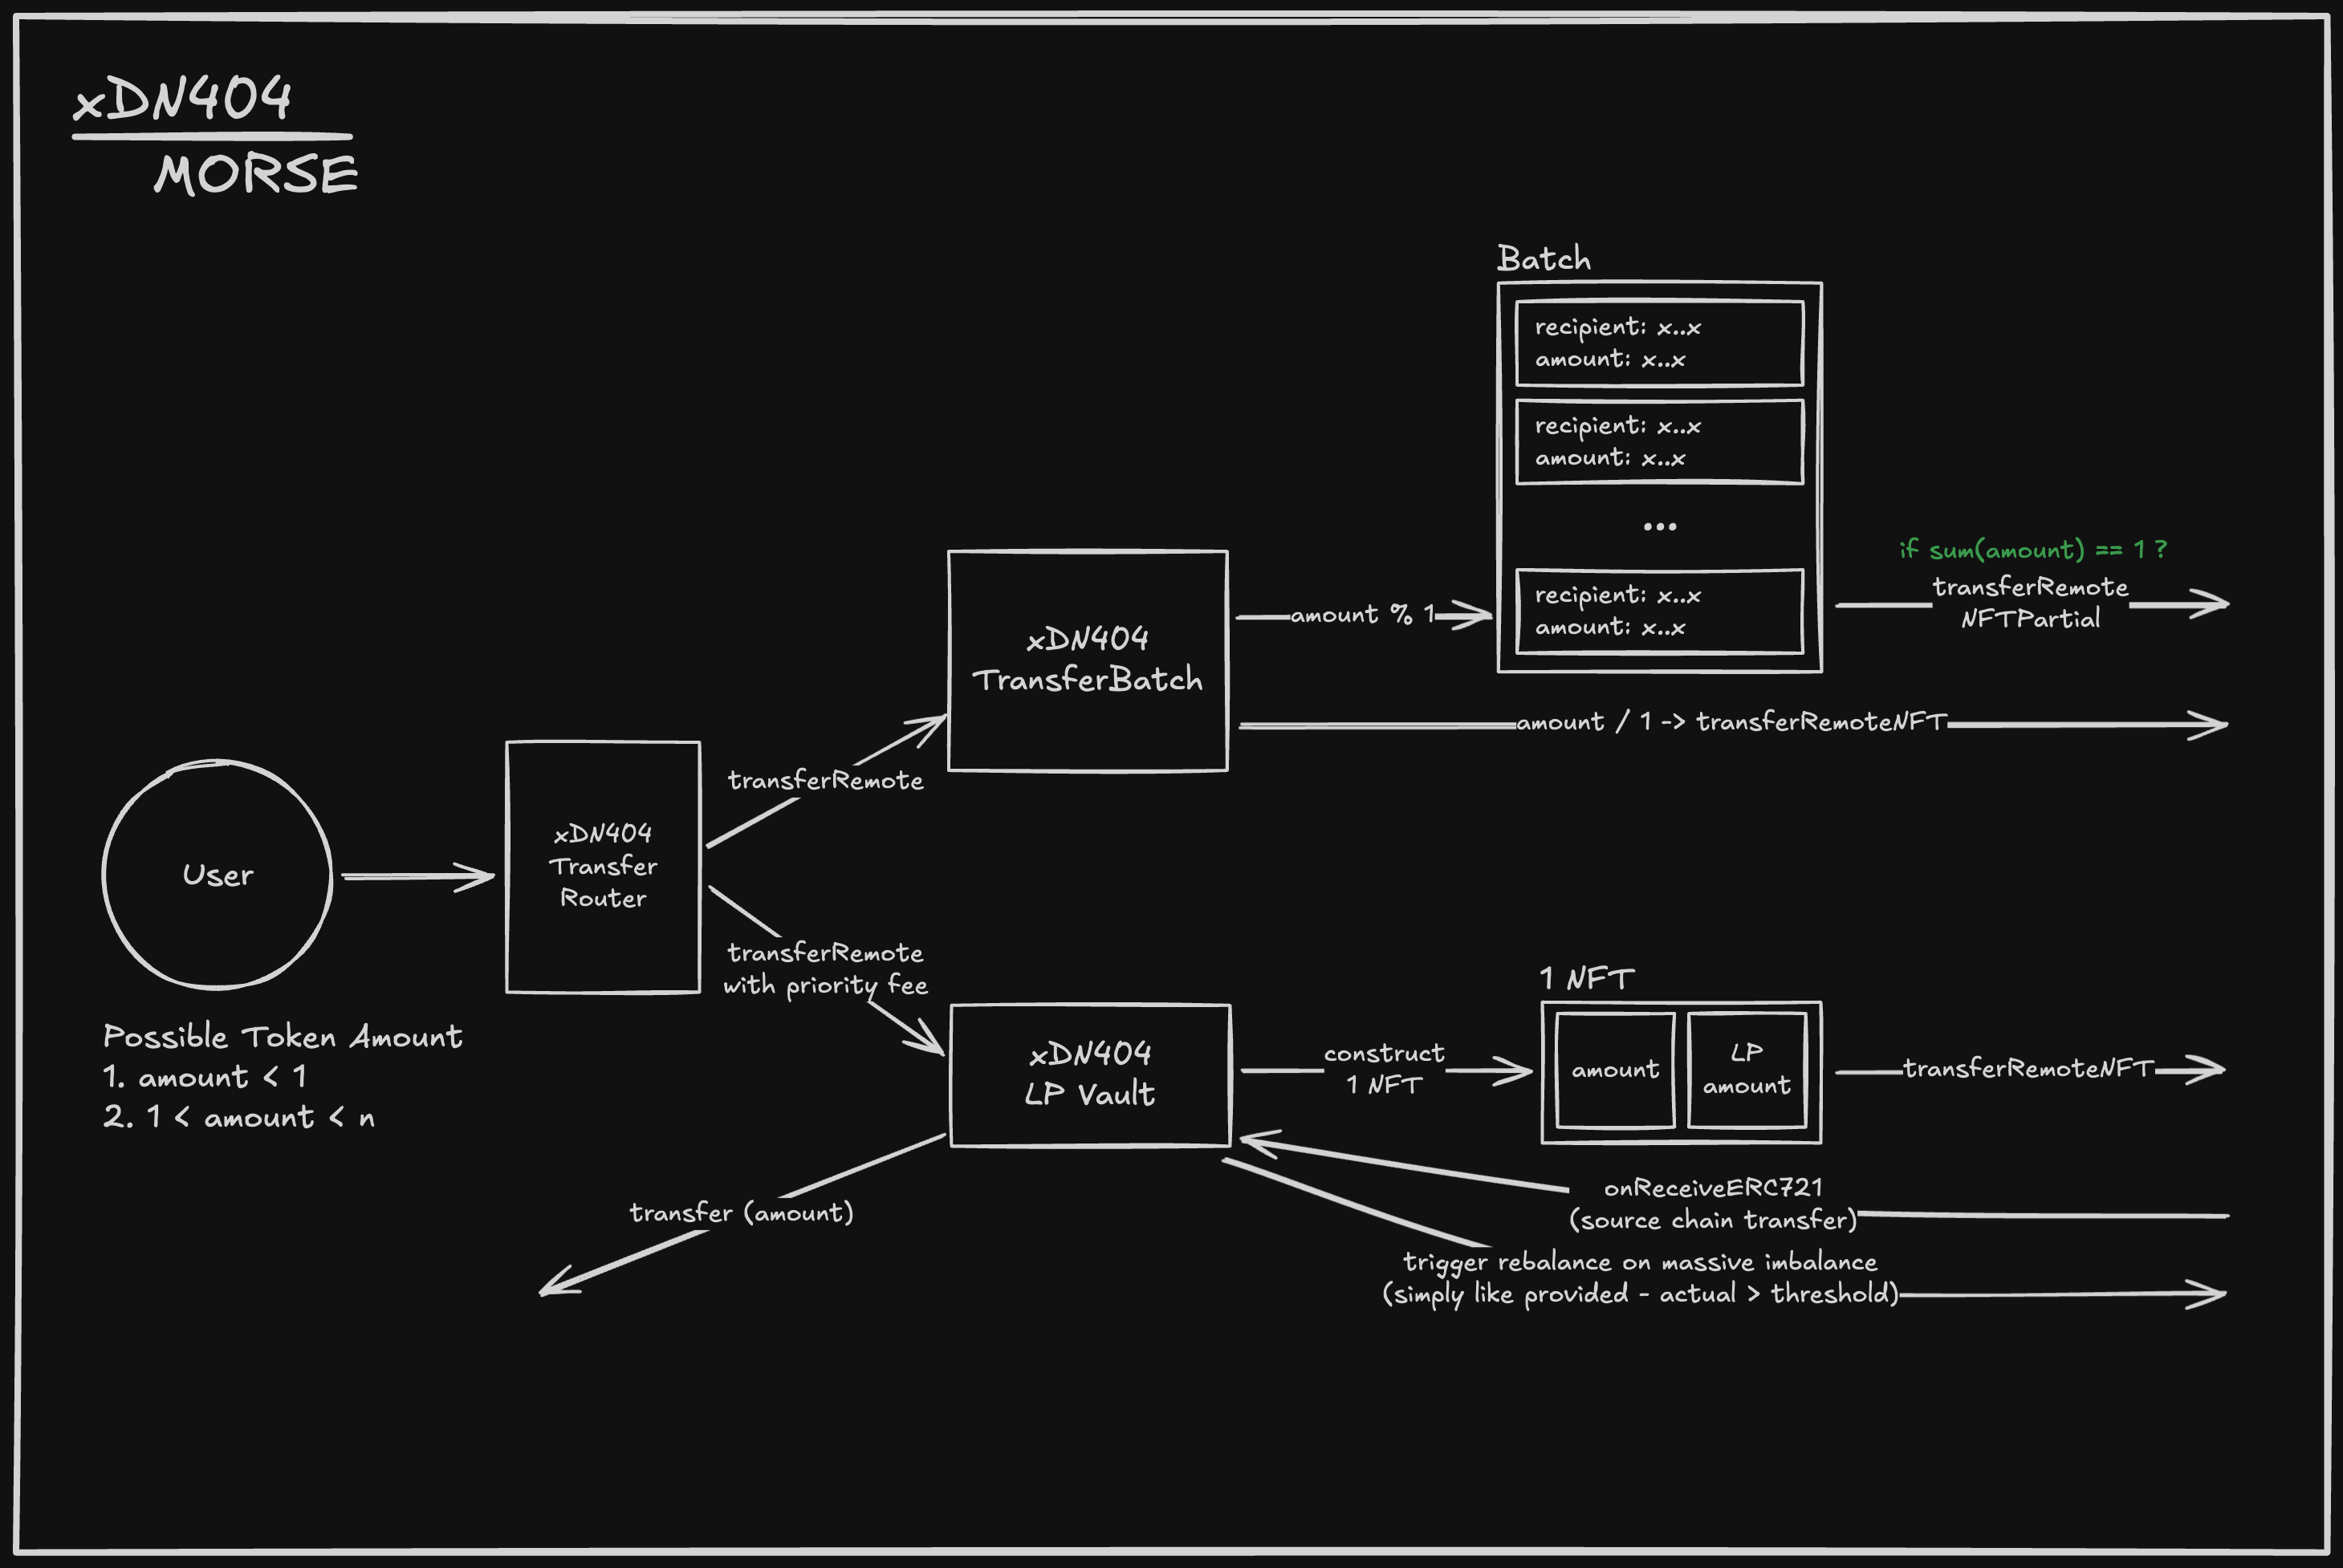 xDN404
MORSE
Batch
recipient: x..x
amount: x..x
recipient: x..x
amount: x..x
...
recipient: x..x
amount: x..x
if sum(amount) == 1 ?
transferRemote
NFTPartial
amount % 1
xDN404
TransferBatch
amount / 1 -> transferRemoteNFT
transferRemote
User
xDN404
Transfer
Router
transferRemote
with priority fee
Possible Token Amount
1. amount < 1
2. 1 < amount < n
xDN404
LP Vault
construct
1 NFT
1 NFT
amount
LP
amount
transferRemoteNFT
onReceiveERC721
(source chain transfer)
transfer (amount)
trigger rebalance on massive imbalance
(simply like provided - actual > threshold)